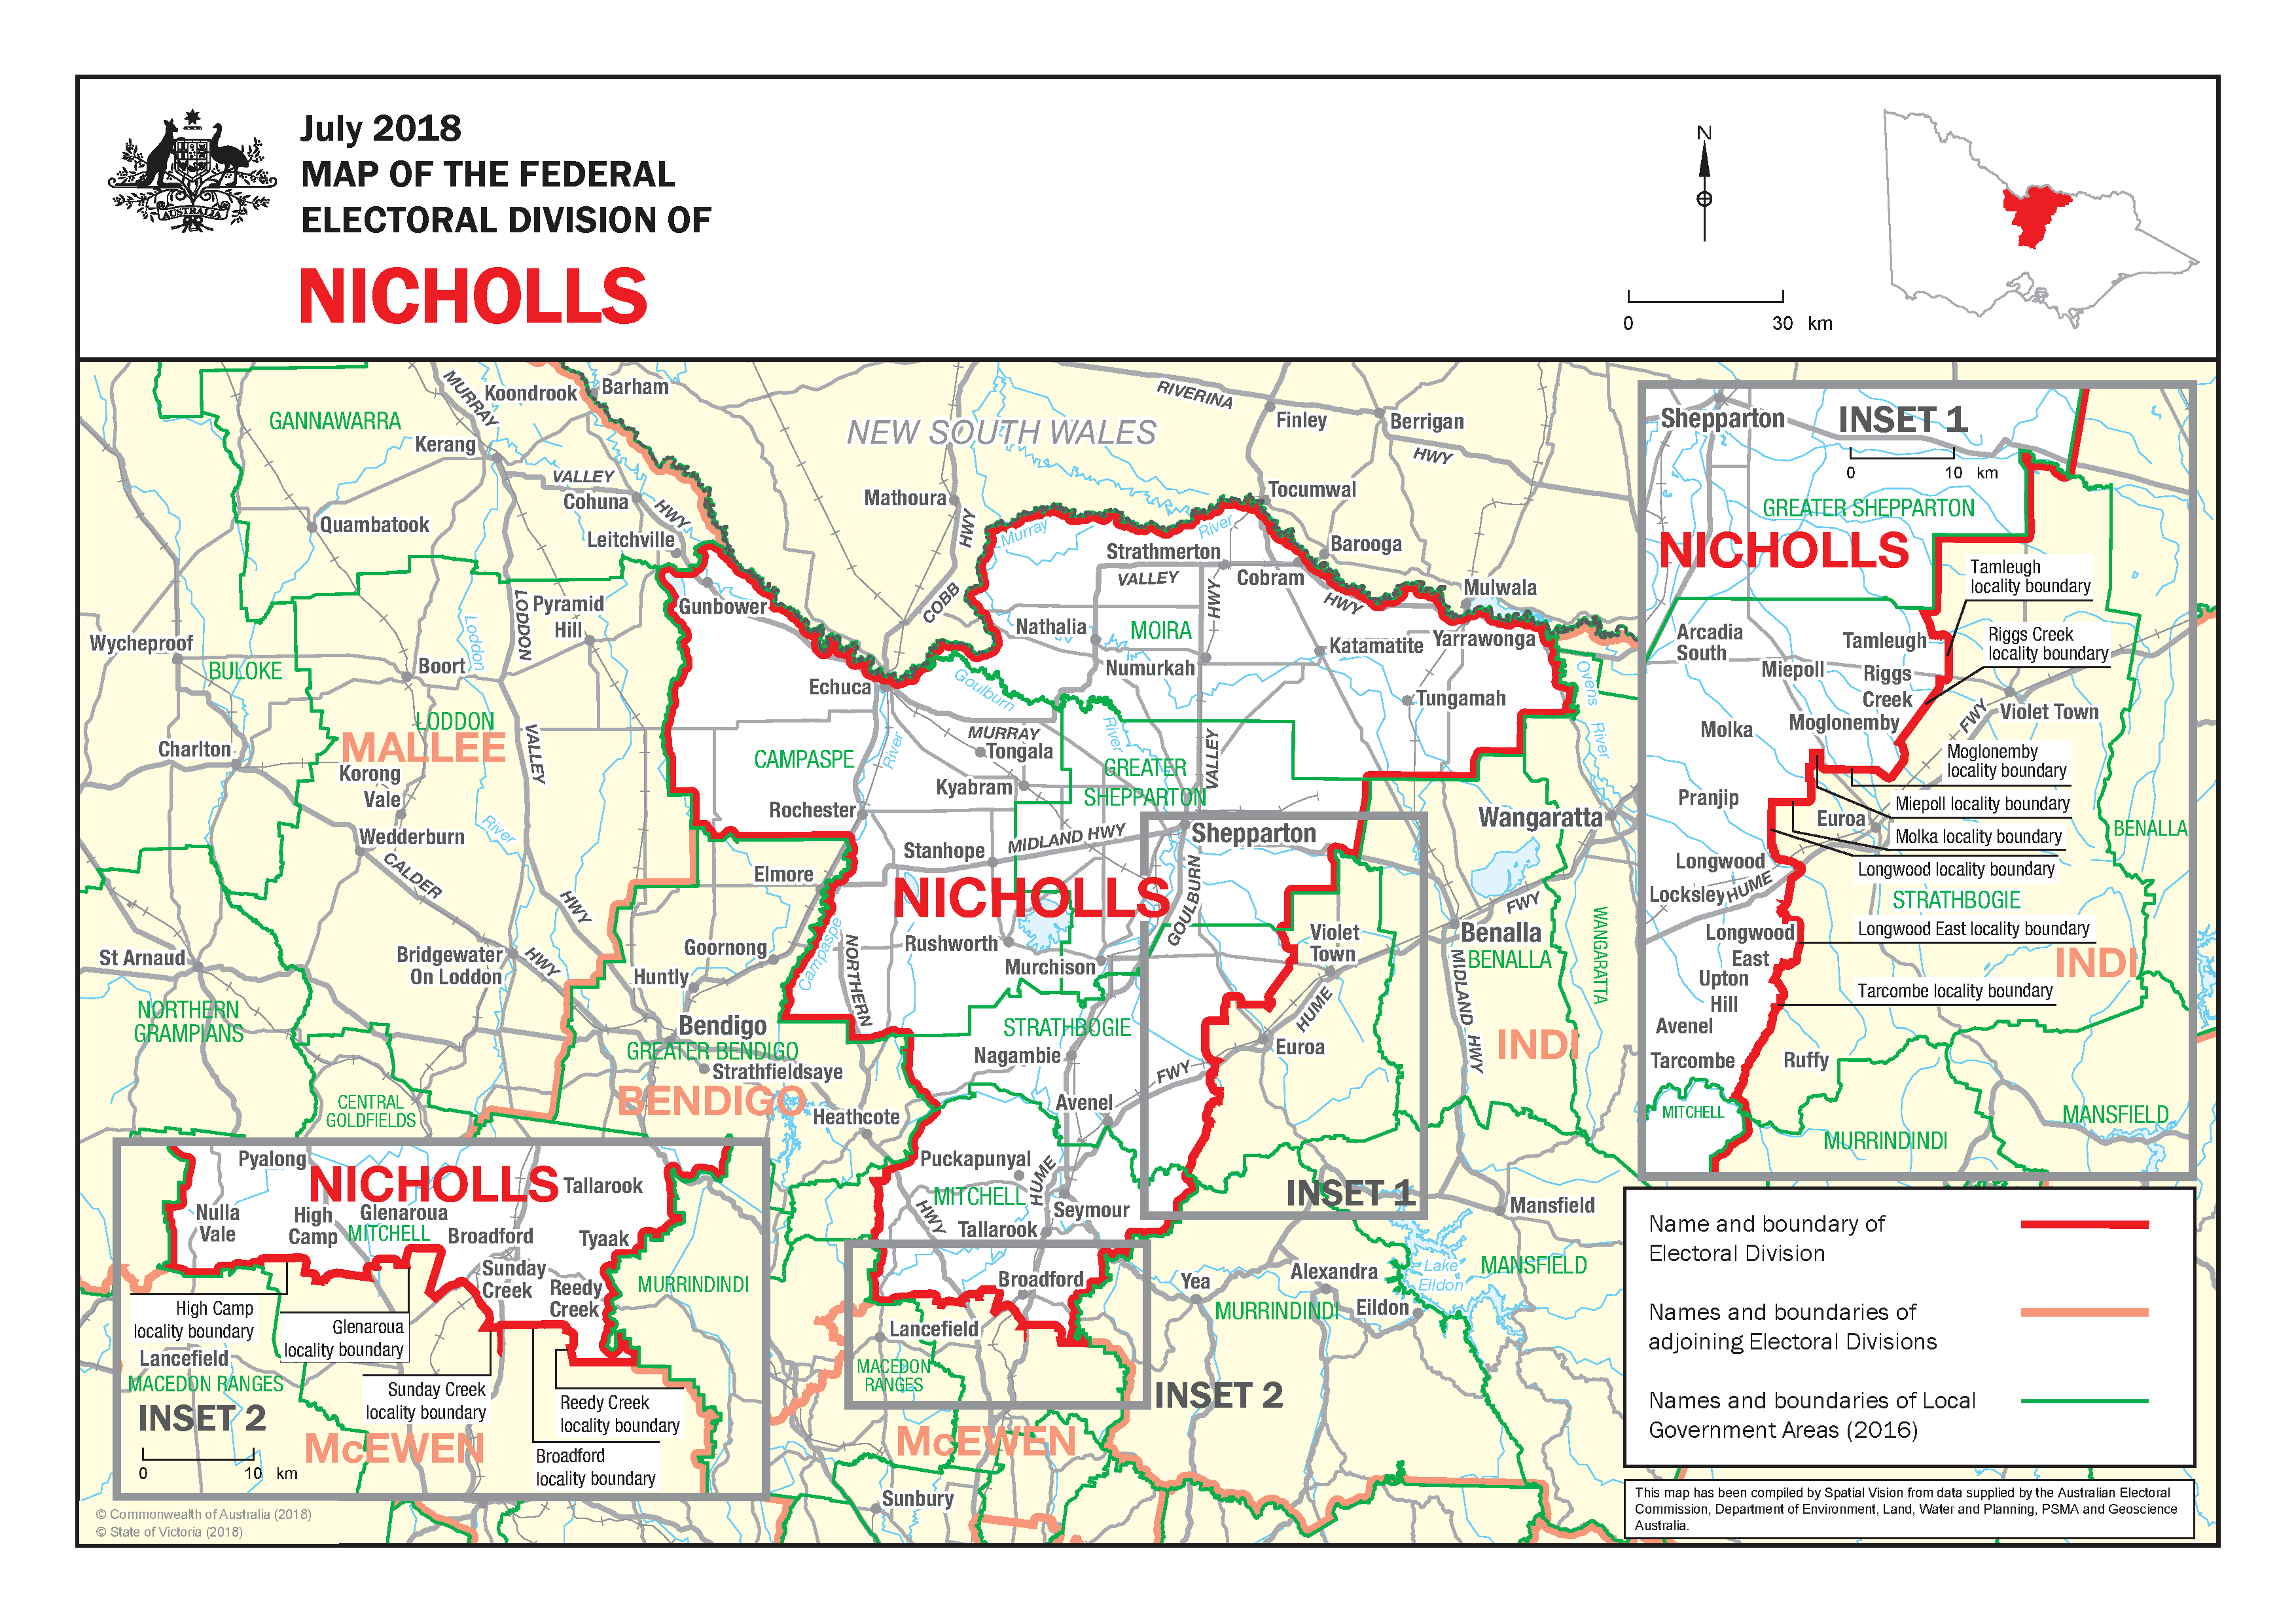 July 2018
MAP OF THE FEDERAL
ELECTORAL DIVISION OF
NICHOLLS
AUSTRALIA
N
0 30 km
MURRAY
Koondrook
Barham
GANNAWARRA
Kerang
VALLEY
Cohuna
HWY
Quambatook
Leitchville
NEW SOUTH WALES
RIVERINA
Finley
Berrigan
HWY
Mathoura
HWY
COBB
Tocumwal
Murray
River
Strathmerton
Barooga
VALLEY
HWY
Cobram
HWY
Mulwala
Gunbower
Pyramid
Hill
LODDON
Loddon
Wycheproof
BULOKE
Boort
Nathalia
MOIRA
Katamatite
Yarrawonga
Numurkah
Echuca
Goulburn
River
Tungamah
Ovens
River
LODDON
MALLEE
VALLEY
Charlton
Korong
Vale
CAMPASPE
River
MURRAY
Tongala
GREATER
SHEPPARTON
VALLEY
Kyabram
Rochester
Wedderburn
River
CALDER
HWY
Stanhope
MIDLAND HWY
Shepparton
Wangaratta
Elmore
NICHOLLS
GOULBURN
FWY
WANGARATTA
St Arnaud
Bridgewater
On Loddon
HWY
Goornong
Huntly
Campaspe
NORTHERN
Rushworth
Murchison
Violet
Town
Benalla
BENALLA
MIDLAND
HWY
NORTHERN
GRAMPIANS
Bendigo
GREATER BENDIGO
Strathfieldsaye
BENDIGO
STRATHBOGIE
Nagambie
HUME
Euroa
INDI
FWY
CENTRAL
GOLDFIELDS
Heathcote
Avenel
Puckapunyal
MITCHELL
HUME
HWY
Seymour
Tallarook
INSET 1
Mansfield
Broadford
Yea
Alexandra
Lake
Eildon
MANSFIELD
MURRINDINDI
Eildon
Lancefield
MACEDON
RANGES
INSET 2
McEWEN
Sunbury
Shepparton
INSET 1
0 10 km
GREATER SHEPPARTON
NICHOLLS
Tamleugh
locality boundary
Arcadia
South
Tamleugh
Riggs Creek
locality boundary
Miepoll
Riggs
Creek
FWY
Violet Town
Molka
Moglonemby
Moglonemby
locality boundary
Pranjip
Miepoll locality boundary
Euroa
BENALLA
Molka locality boundary
Longwood
Longwood locality boundary
Locksley
HUME
STRATHBOGIE
Longwood
East
Longwood East locality boundary
INDI
Upton
Hill
Tarcombe locality boundary
Avenel
Tarcombe
Ruffy
MITCHELL
MANSFIELD
MURRINDINDI
Pyalong
NICHOLLS
Tallarook
Nulla
Vale
High
Camp
Glenaroua
MITCHELL
Broadford
Tyaak
Sunday
Creek
Reedy
Creek
MURRINDINDI
High Camp
locality boundary
Glenaroua
locality boundary
Lancefield
MACEDON RANGES
Sunday Creek
locality boundary
Reedy Creek
locality boundary
INSET 2
McEWEN
Broadford
locality boundary
0 10 km
Name and boundary of
Electoral Division
Names and boundaries of
adjoining Electoral Divisions
Names and boundaries of Local
Government Areas (2016)
This map has been compiled by Spatial Vision from data supplied by the Australian Electoral
Commission, Department of Environment, Land, Water and Planning, PSMA and Geoscience
Australia.
© Commonwealth of Australia (2018)
© State of Victoria (2018)